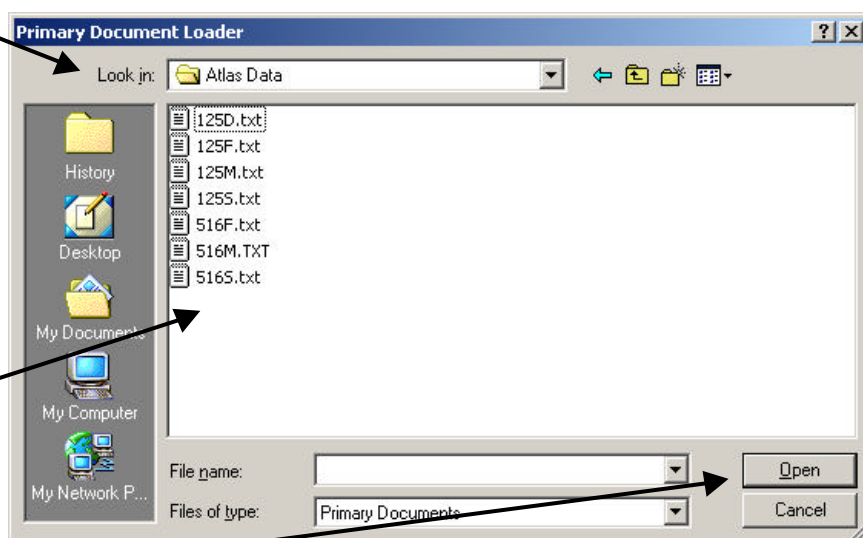 Primary Document Loader
Look in: Atlas Data
125D.txt
125F.txt
125M.txt
125S.txt
516F.txt
516M.TXT
516S.txt
History
Desktop
My Documents
My Computer
My Network P...
File name:
Open
Files of type: Primary Documents
Cancel